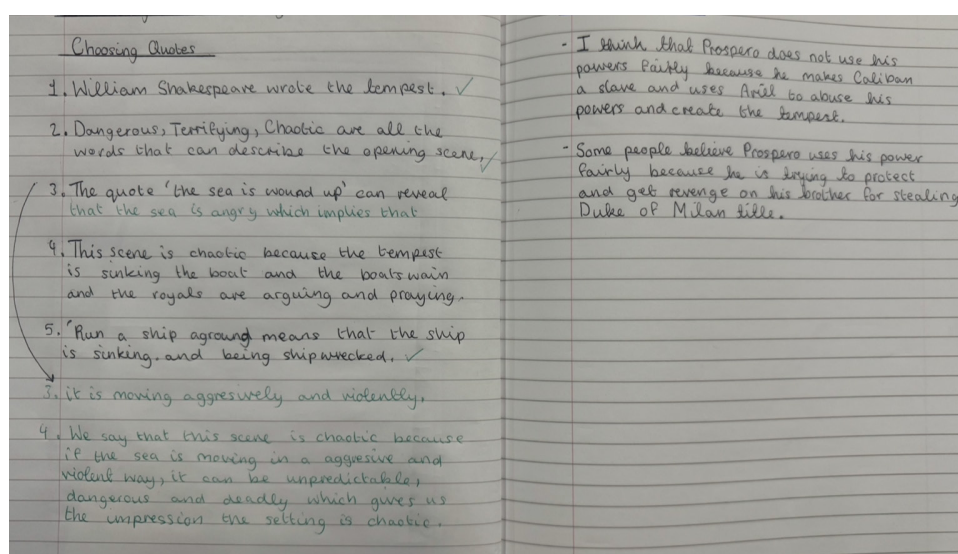 Choosing Quotes
1. William Shakespeare wrote the tempest. ✓
2. Dangerous, Terrifying, Chaotic are all the
words that can describe the opening scene. ✓
3. The quote 'the sea is wound up' can reveal
that the sea is angry which implies that
4. This scene is chaotic because the tempest
is sinking the boat and the boatswain
and the royals are arguing and praying.
5. 'Run a ship aground means that the ship
is sinking. and being shipwrecked. ✓
3. it is moving aggresively and violently.
4. We say that this scene is chaotic because
if the sea is moving in a aggresive and
violent way, it can be unpredictable,
dangerous and deadly which gives us
the impression the setting is chaotic.
- I think that Prospero does not use his
powers fairly because he makes Caliban
a slave and uses Ariel to abuse his
powers and create the tempest.
- Some people believe Prospero uses his power
fairly because he is trying to protect
and get revenge on his brother for stealing
Duke of Milan title.